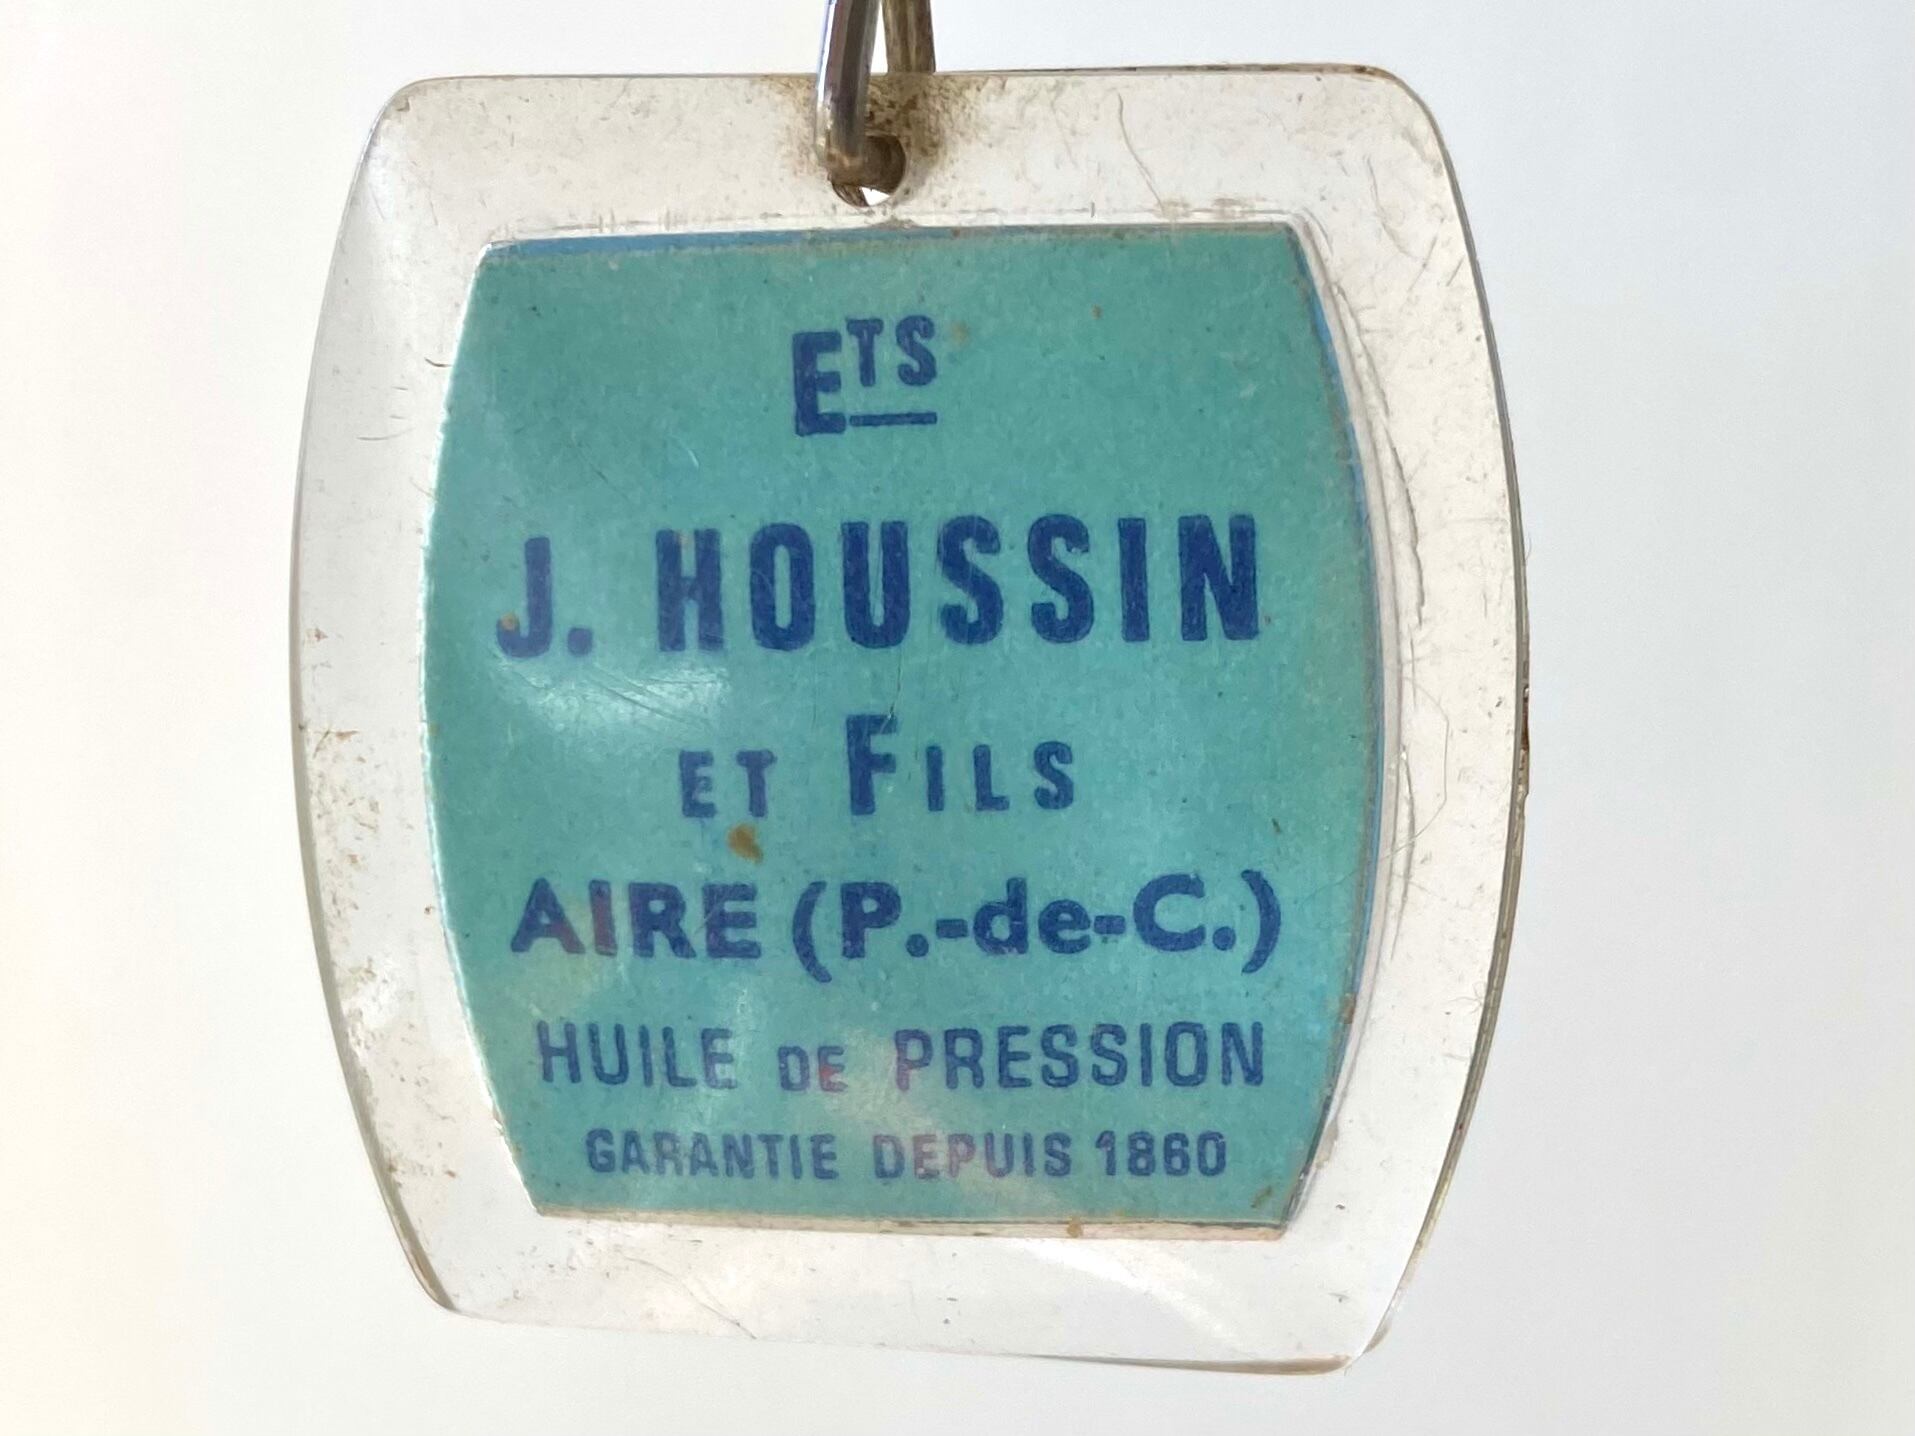 ETS
J. HOUSSIN
ET FILS
AIRE (P.-de-C.)
HUILE DE PRESSION
GARANTIE DEPUIS 1860